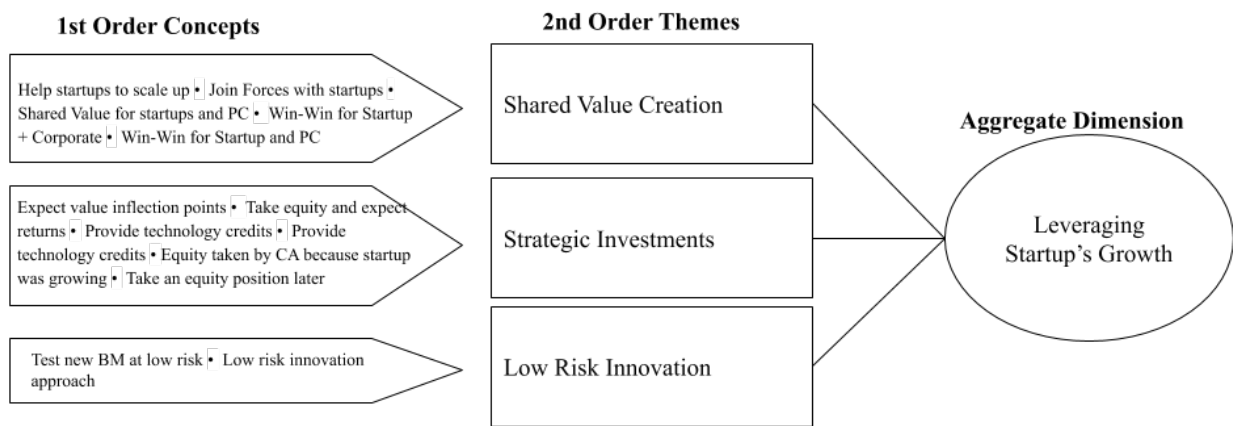 1st Order Concepts
2nd Order Themes
Help startups to scale up • Join Forces with startups •
Shared Value for startups and PC • Win-Win for Startup
+ Corporate • Win-Win for Startup and PC
Shared Value Creation
Aggregate Dimension
Expect value inflection points • Take equity and expect
returns • Provide technology credits • Provide
technology credits • Equity taken by CA because startup
was growing • Take an equity position later
Strategic Investments
Leveraging
Startup’s Growth
Test new BM at low risk • Low risk innovation
approach
Low Risk Innovation